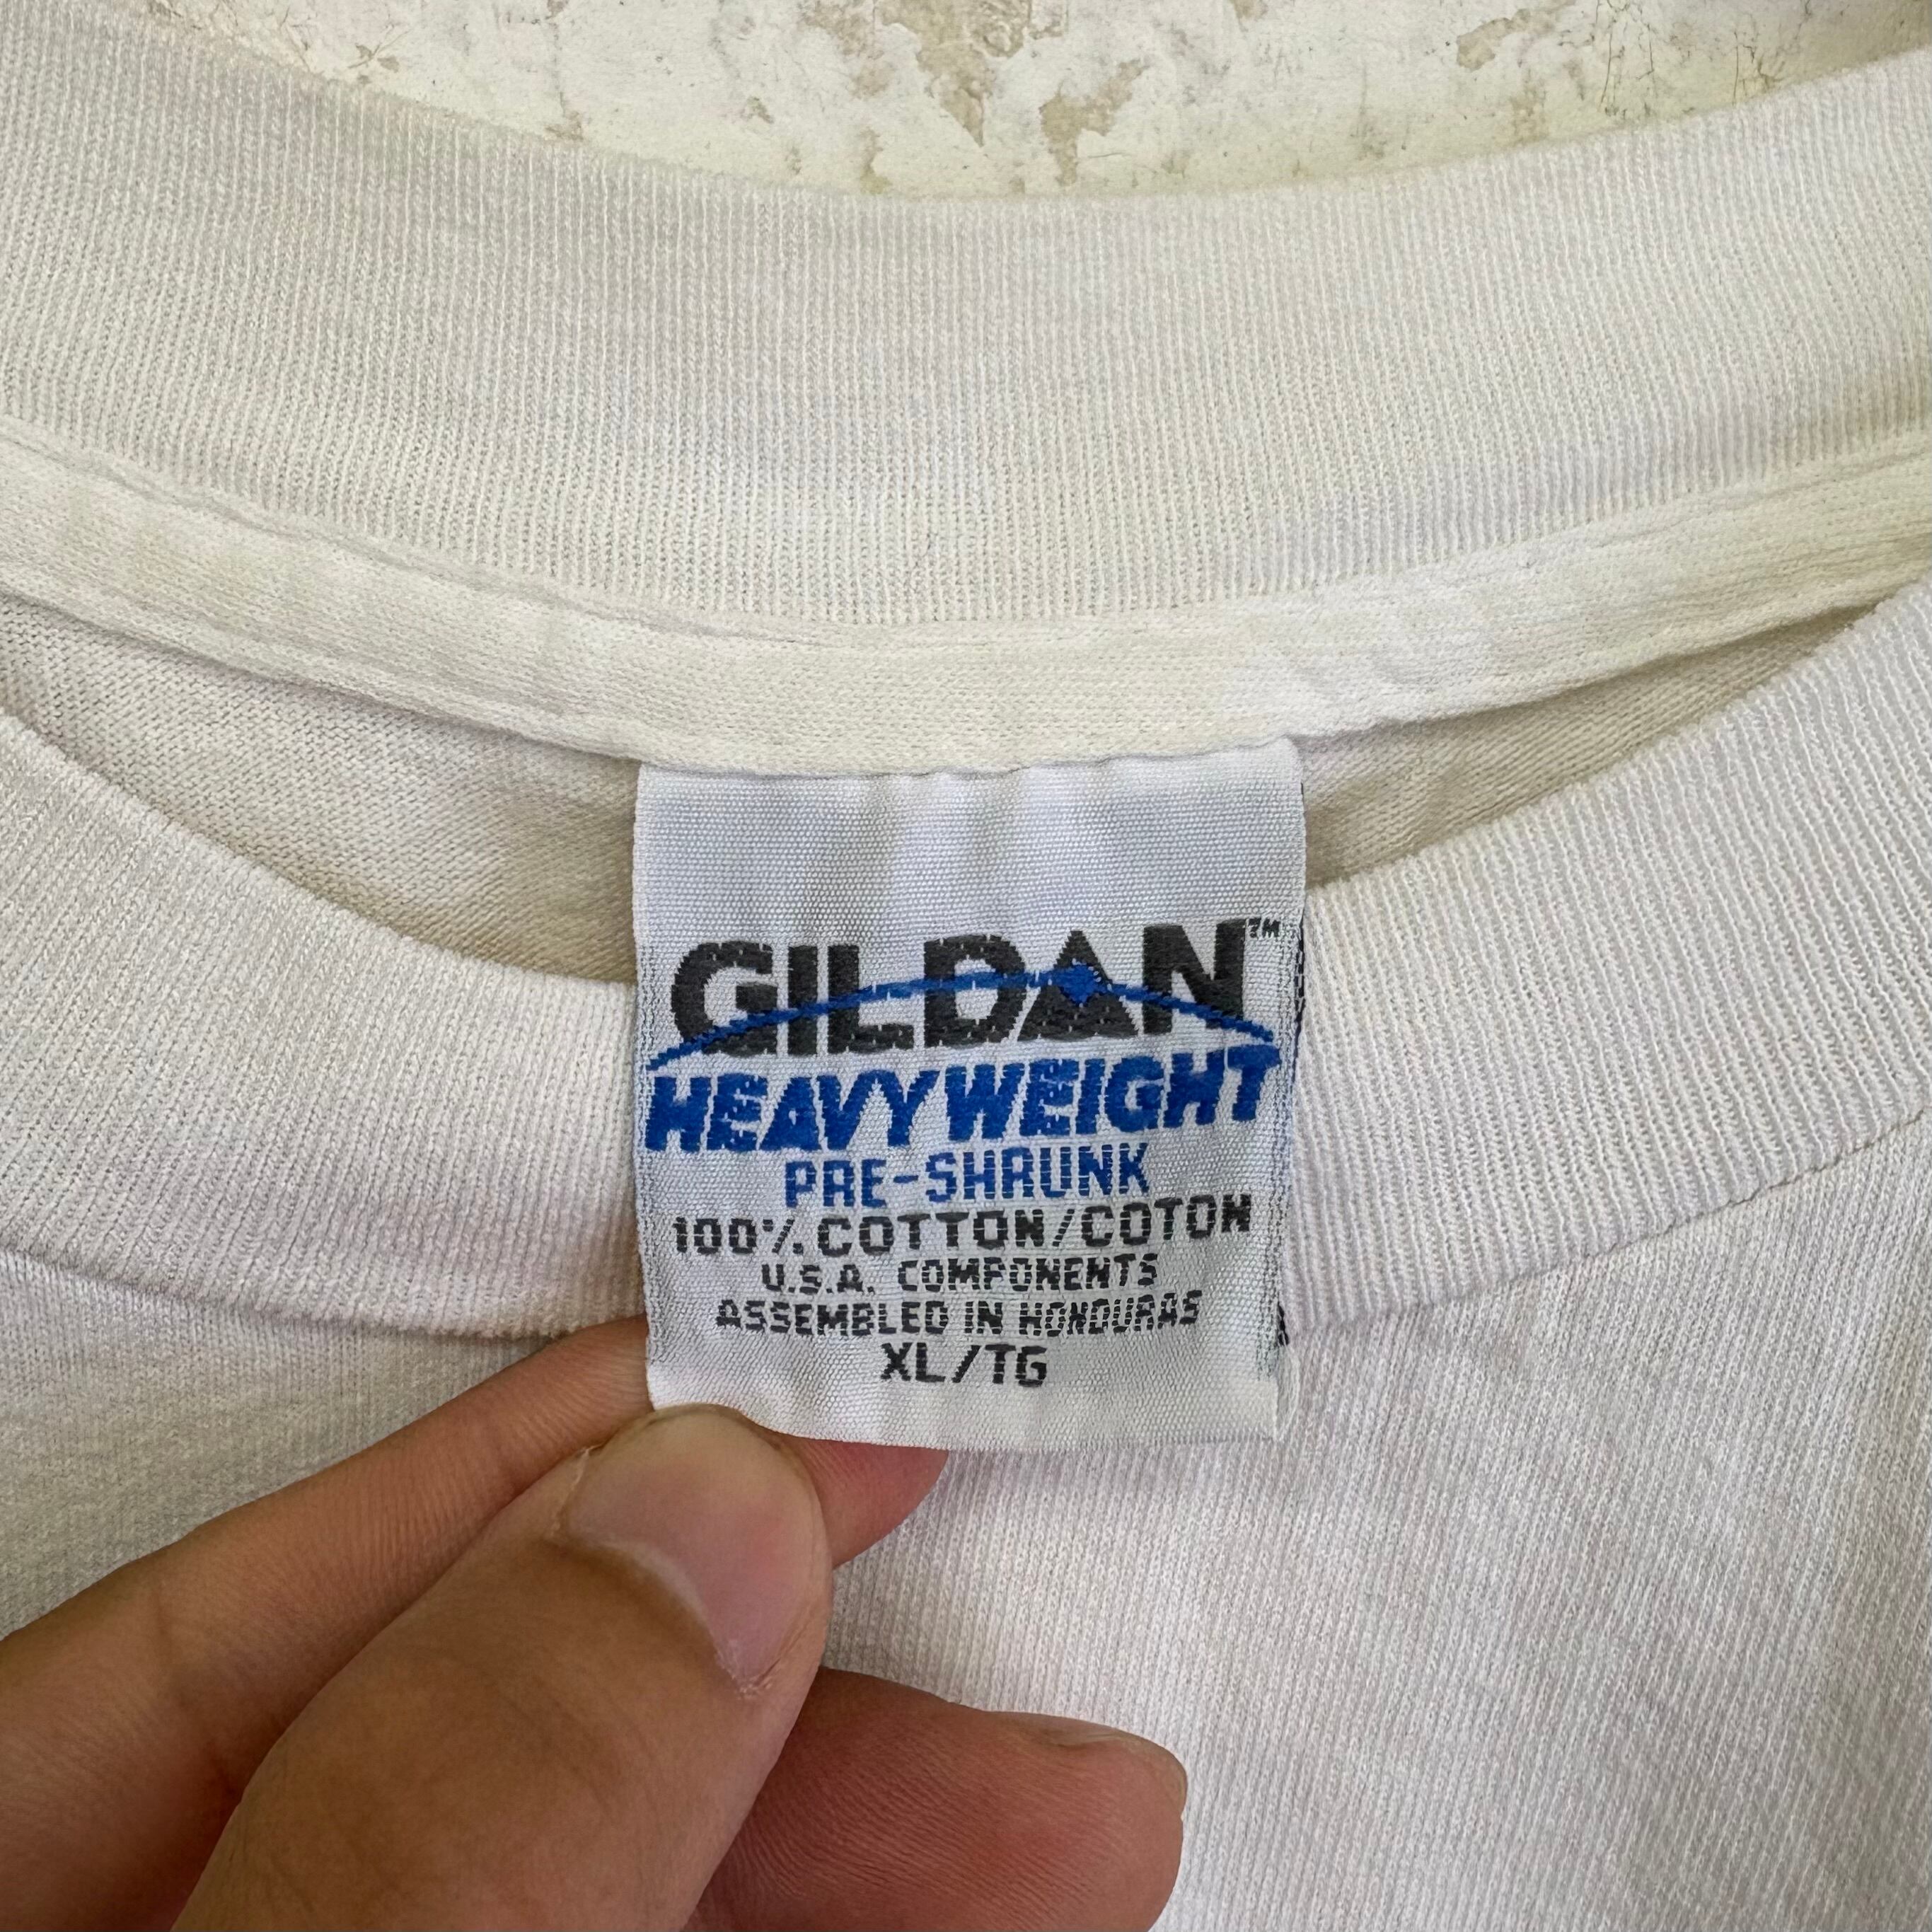 GILDAN™
HEAVYWEIGHT
PRE-SHRUNK
100% COTTON/COTON
U.S.A. COMPONENTS
ASSEMBLED IN HONDURAS
XL/TG